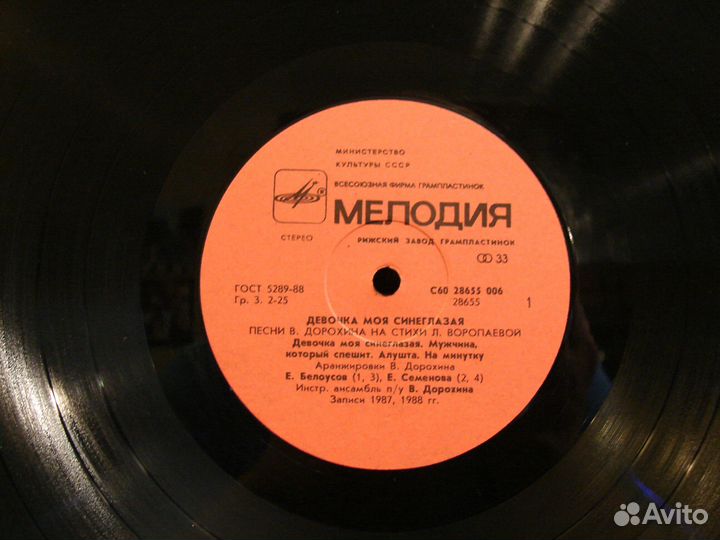 МИНИСТЕРСТВО
КУЛЬТУРЫ СССР
ВСЕСОЮЗНАЯ ФИРМА ГРАМПЛАСТИНОК
МЕЛОДИЯ
СТЕРЕО
РИЖСКИЙ ЗАВОД ГРАМПЛАСТИНОК
33
ГОСТ 5289-88
С60 28655 006
Гр. 3. 2-25
28655
1
ДЕВОЧКА МОЯ СИНЕГЛАЗАЯ
ПЕСНИ В. ДОРОХИНА НА СТИХИ Л. ВОРОПАЕВОЙ
Девочка моя синеглазая. Мужчина,
который спешит. Алушта. На минутку
Аранжировки В. Дорохина
Е. Белоусов (1, 3), Е. Семенова (2, 4)
Инстр. ансамбль п/у В. Дорохина
Записи 1987, 1988 гг.
Avito